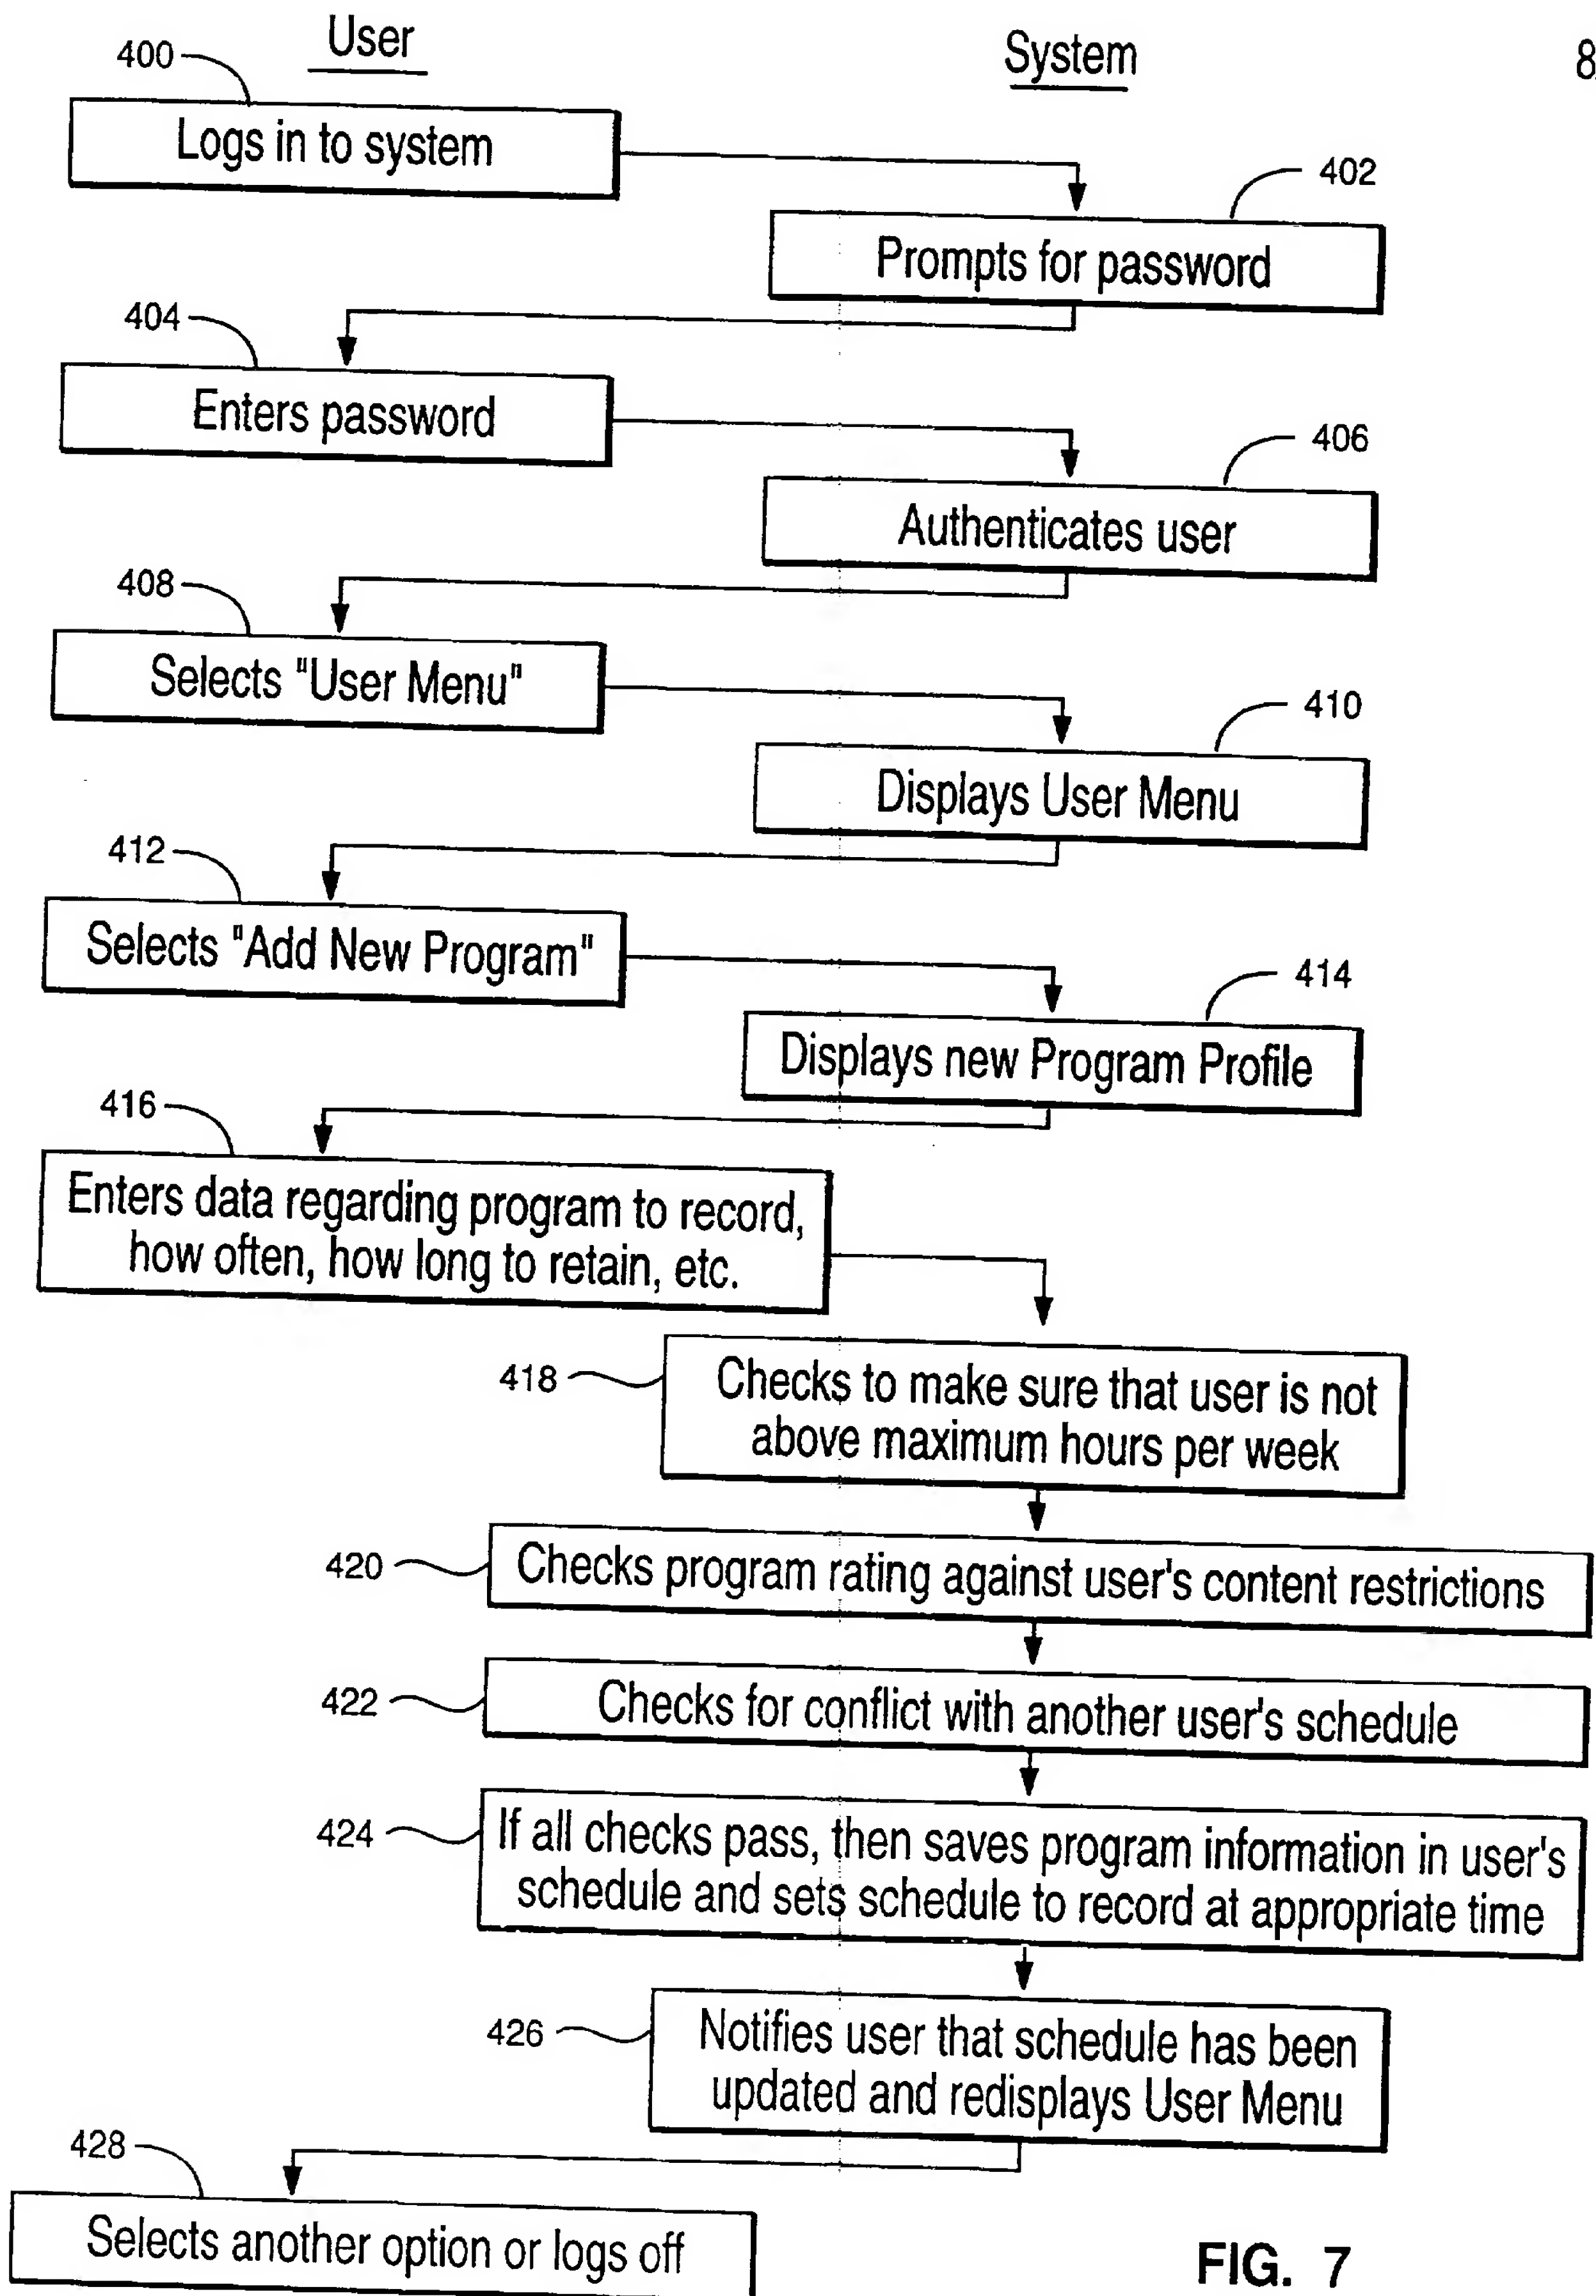 User
System
8
400
Logs in to system
402
Prompts for password
404
Enters password
406
Authenticates user
408
Selects "User Menu"
410
Displays User Menu
412
Selects "Add New Program"
414
Displays new Program Profile
416
Enters data regarding program to record,
how often, how long to retain, etc.
418
Checks to make sure that user is not
above maximum hours per week
420
Checks program rating against user's content restrictions
422
Checks for conflict with another user's schedule
424
If all checks pass, then saves program information in user's
schedule and sets schedule to record at appropriate time
426
Notifies user that schedule has been
updated and redisplays User Menu
428
Selects another option or logs off
FIG. 7